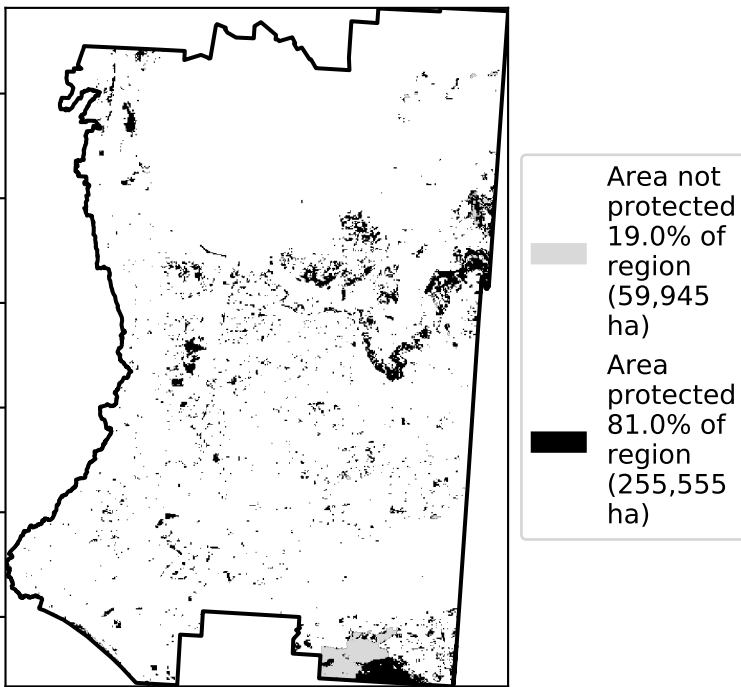 Area not
protected
19.0% of
region
(59,945
ha)
Area
protected
81.0% of
region
(255,555
ha)